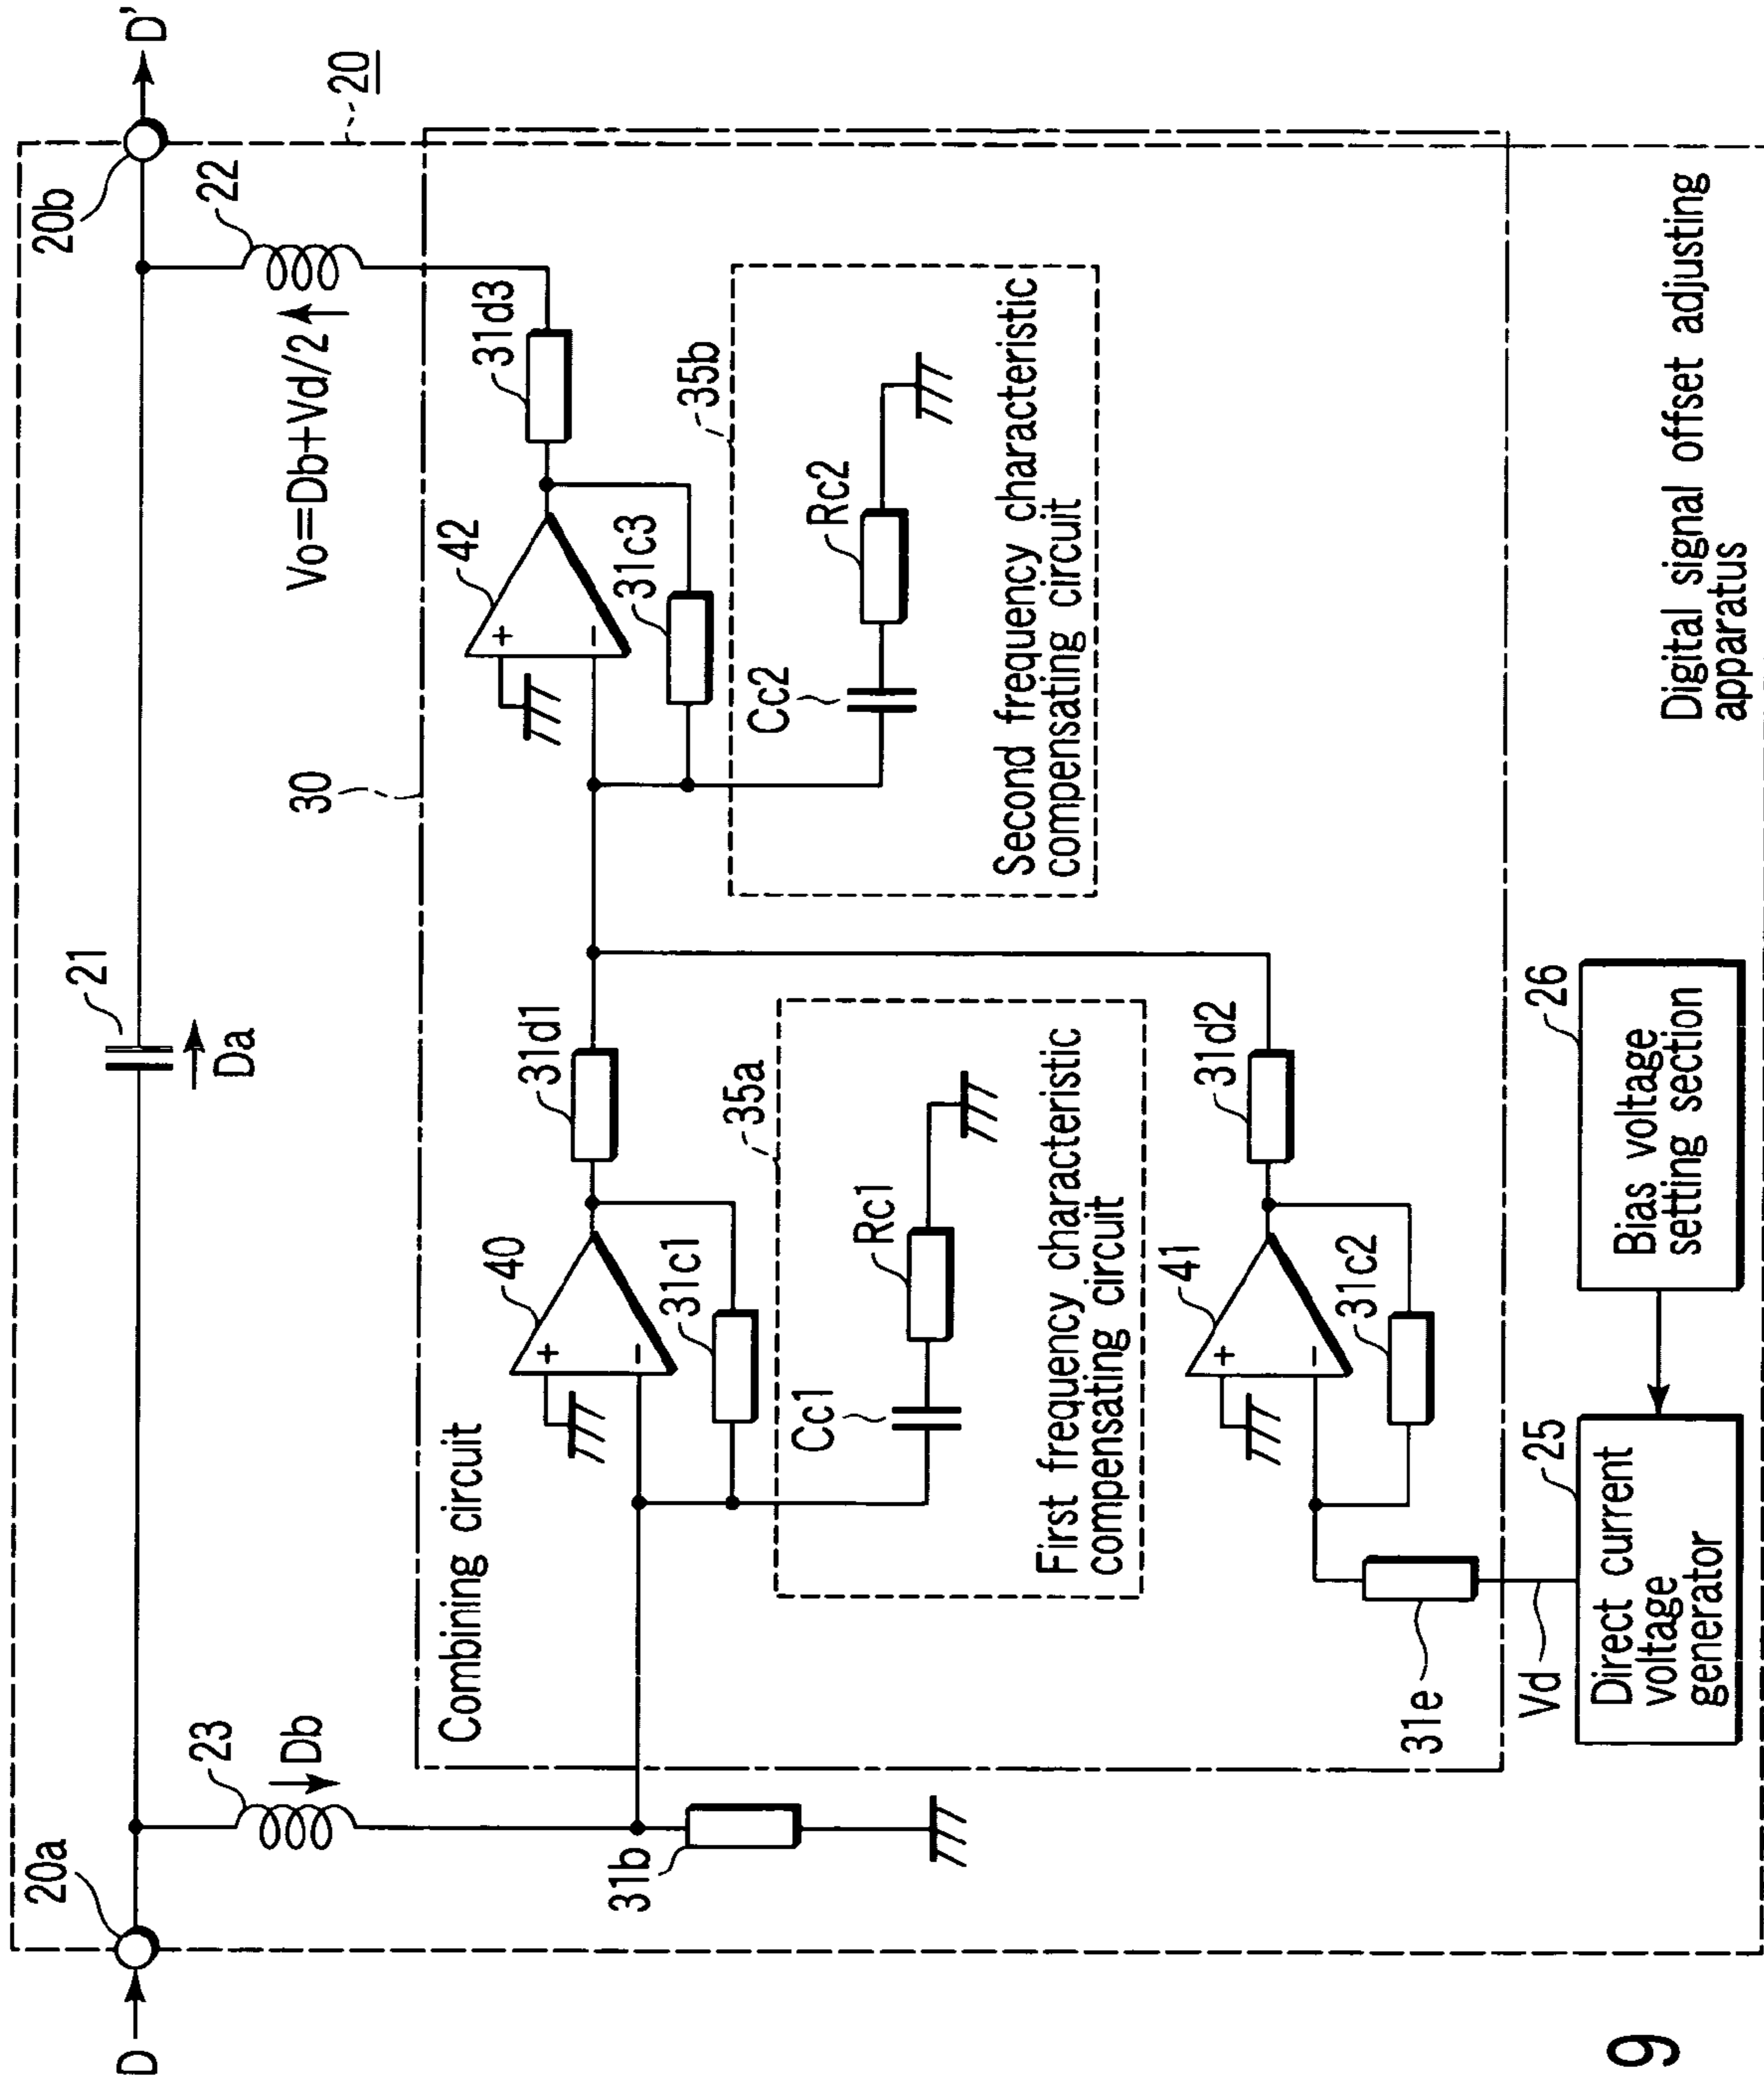 D
20a
23
Db
21
Da
20b
D'
22
20
Vo=Db+Vd/2
30
Combining circuit
31b
40
+
−
31c1
31d1
42
+
−
31c3
31d3
35a
Cc1
Rc1
First frequency characteristic
compensating circuit
35b
Cc2
Rc2
Second frequency characteristic
compensating circuit
41
+
−
31c2
31d2
31e
Vd
25
Direct current
voltage
generator
26
Bias voltage
setting section
Digital signal offset adjusting
apparatus
9